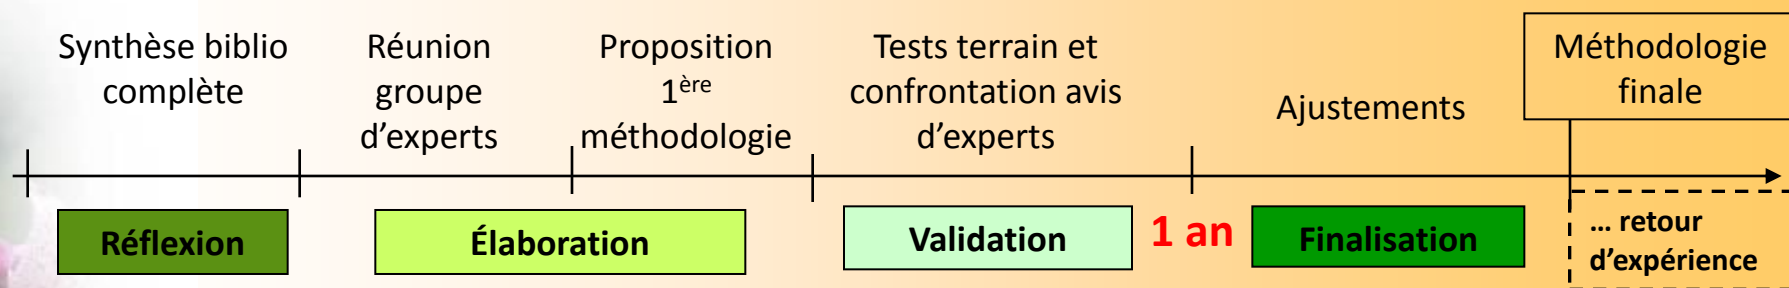 Synthèse biblio
complète
Réunion
groupe
d'experts
Proposition
1ère
méthodologie
Tests terrain et
confrontation avis
d'experts
Ajustements
Méthodologie
finale
Réflexion
Élaboration
Validation
1 an
Finalisation
... retour
d'expérience